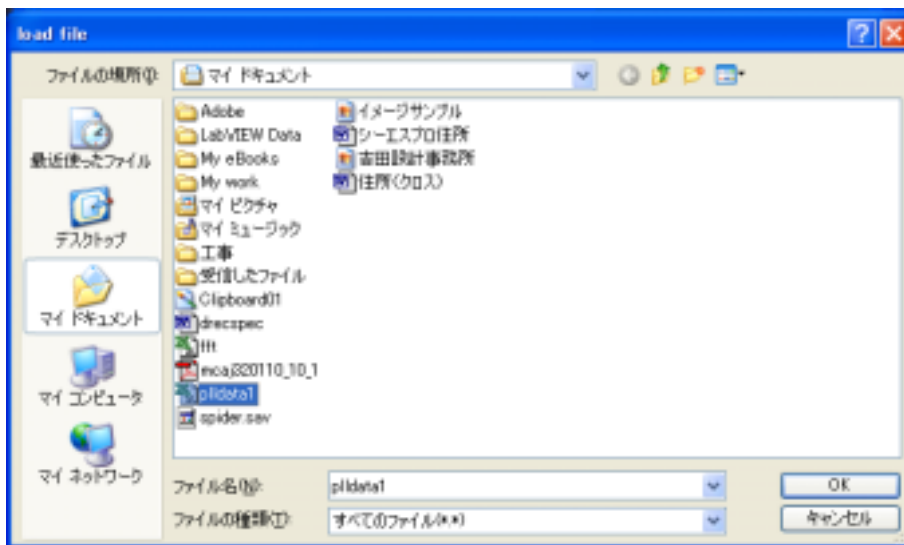 load file
ファイルの場所(I):
マイ ドキュメント
最近使ったファイル
デスクトップ
マイ ドキュメント
マイ コンピュータ
マイ ネットワーク
Adobe
LabVIEW Data
My eBooks
My work
マイ ピクチャ
マイ ミュージック
工事
受信したファイル
Clipboard01
drecspec
fft
mcaj320110_10_1
plldata1
spider.sav
イメージサンプル
シーエスプロ住所
吉田設計事務所
住所(クロス)
ファイル名(N):
plldata1
OK
ファイルの種類(T):
すべてのファイル(*.*)
キャンセル